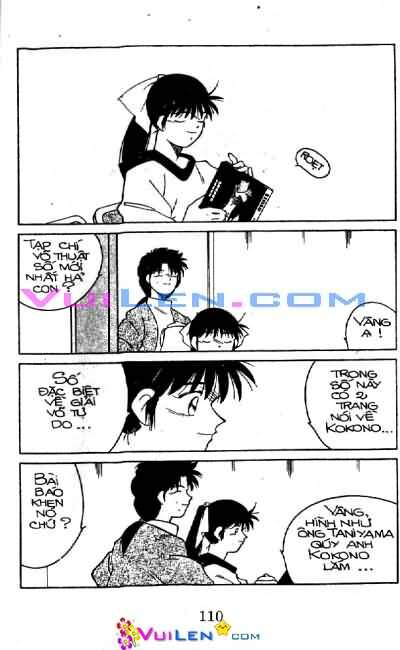 ROẸT
TẠP CHÍ
VÕ THUẬT
SỐ MỚI
NHẤT HẢ
CON ?
VÂNG
Ạ !
VUILEN.COM
SỐ
ĐẶC BIỆT
VỀ GIẢI
VÕ TỰ
DO ...
TRONG
SỐ NÀY
CÓ 2
TRANG
NÓI VỀ
KOKONO...
BÀI
BÁO
KHEN
NÓ
CHỨ ?
VÂNG,
HÌNH NHƯ
ÔNG TANIYAMA
QÚY ANH
KOKONO
LẮM ...
110
VUILEN.COM